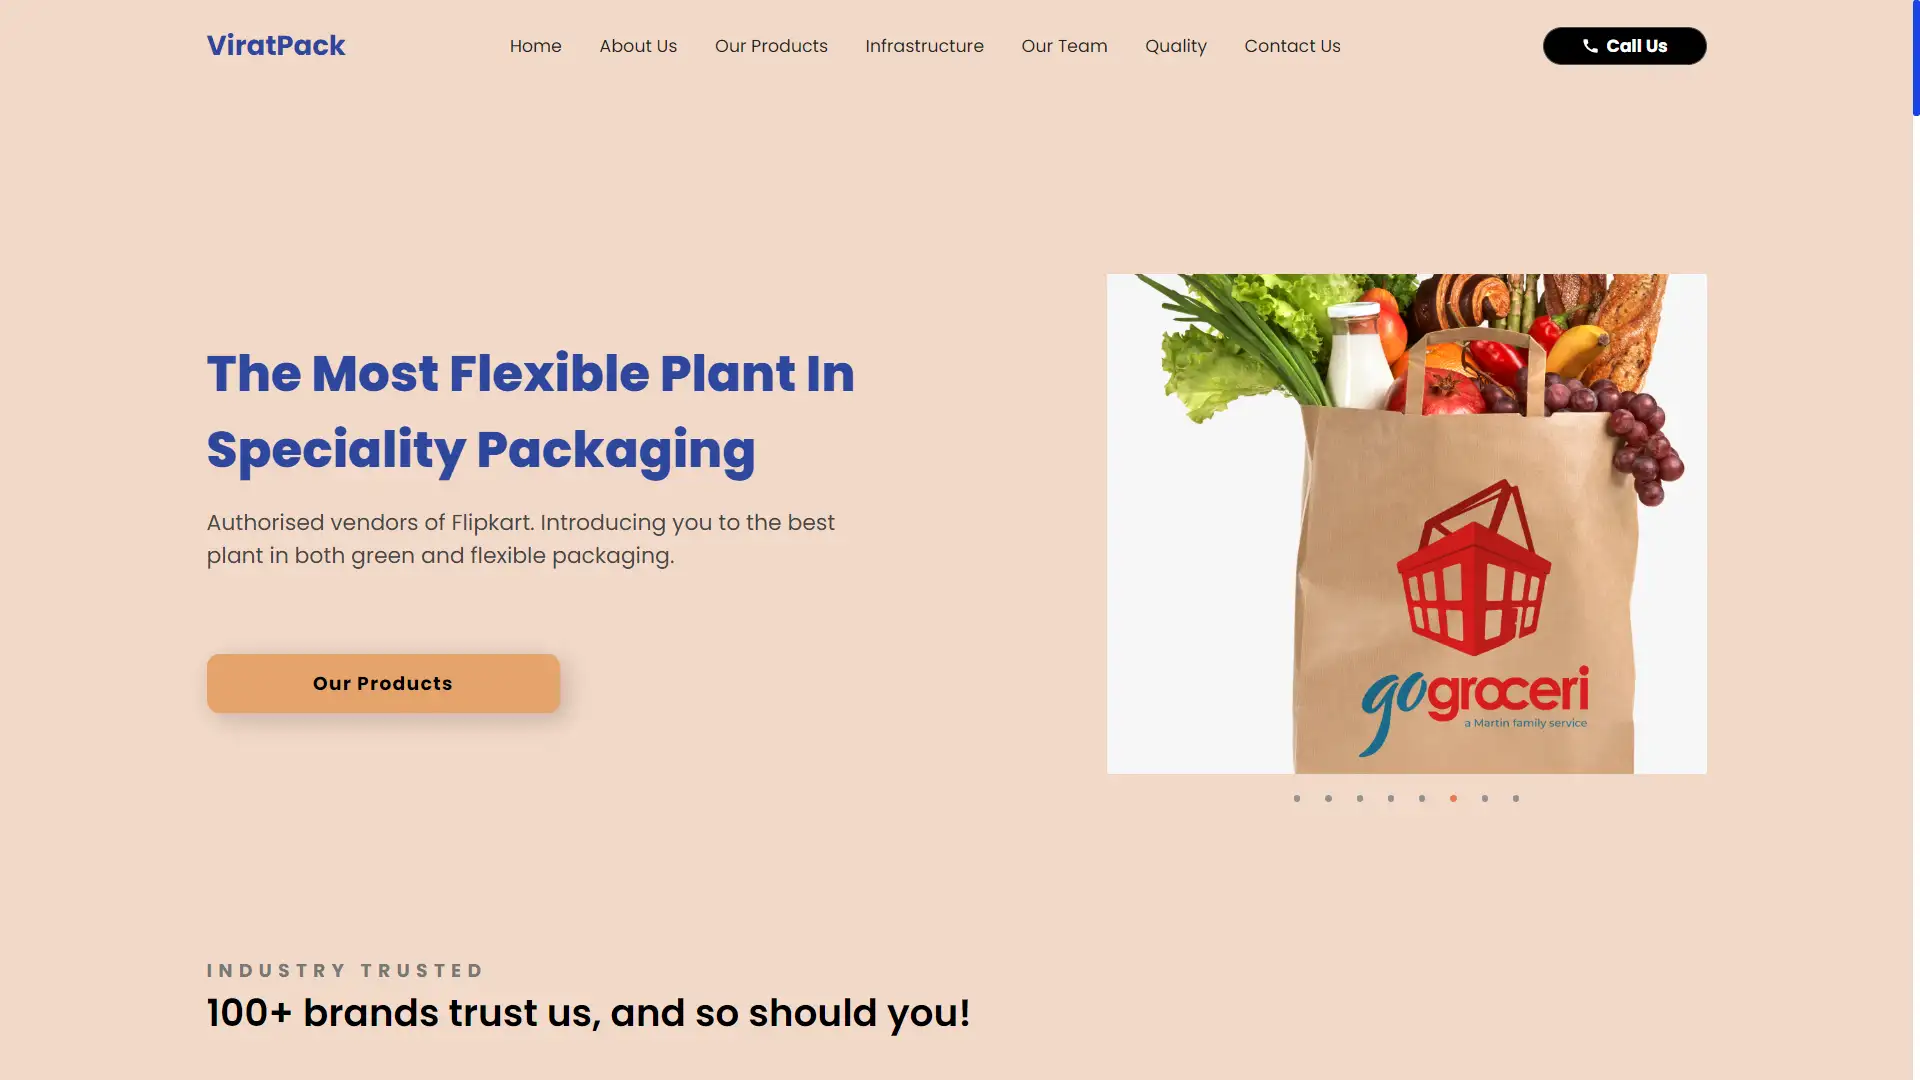 ViratPack
Home About Us Our Products Infrastructure Our Team Quality Contact Us
Call Us
The Most Flexible Plant In
Speciality Packaging
Authorised vendors of Flipkart. Introducing you to the best
plant in both green and flexible packaging.
Our Products
gogroceri
a Martin family service
INDUSTRY TRUSTED
100+ brands trust us, and so should you!